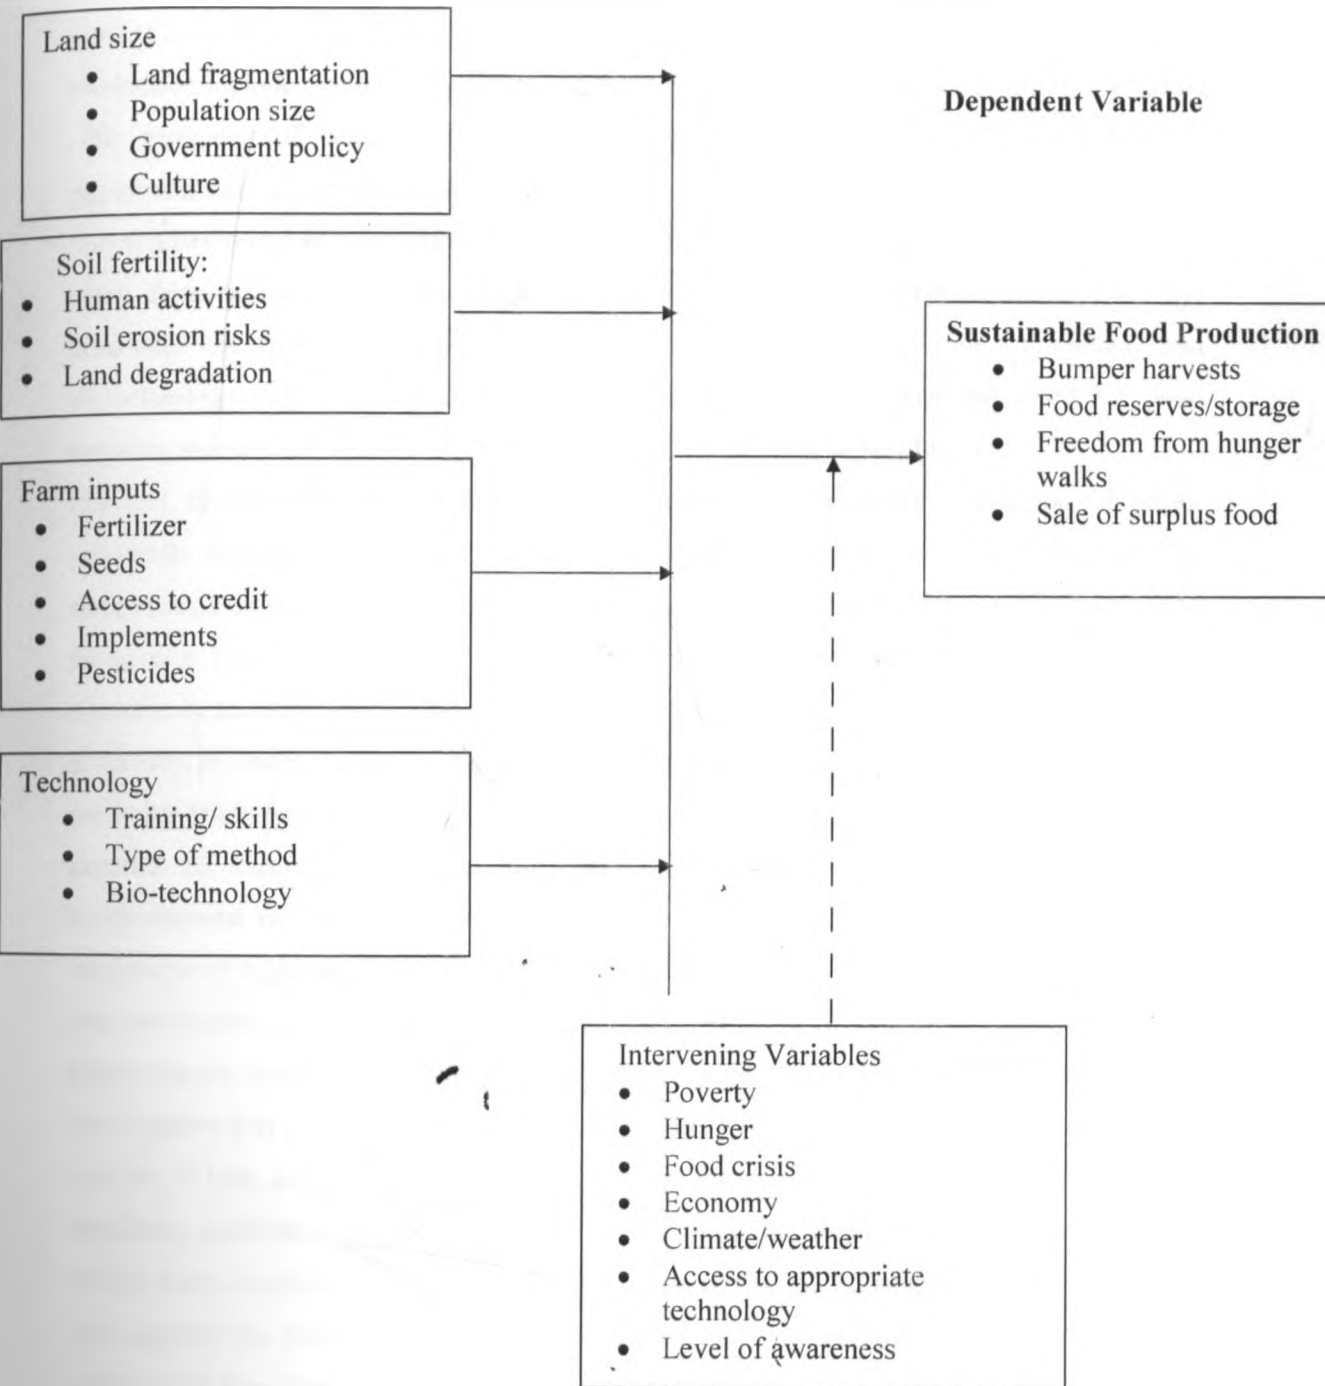 Land size
• Land fragmentation
• Population size
• Government policy
• Culture
Soil fertility:
• Human activities
• Soil erosion risks
• Land degradation
Farm inputs
• Fertilizer
• Seeds
• Access to credit
• Implements
• Pesticides
Technology
• Training/ skills
• Type of method
• Bio-technology
Dependent Variable
Sustainable Food Production
• Bumper harvests
• Food reserves/storage
• Freedom from hunger
walks
• Sale of surplus food
Intervening Variables
• Poverty
• Hunger
• Food crisis
• Economy
• Climate/weather
• Access to appropriate
technology
• Level of awareness